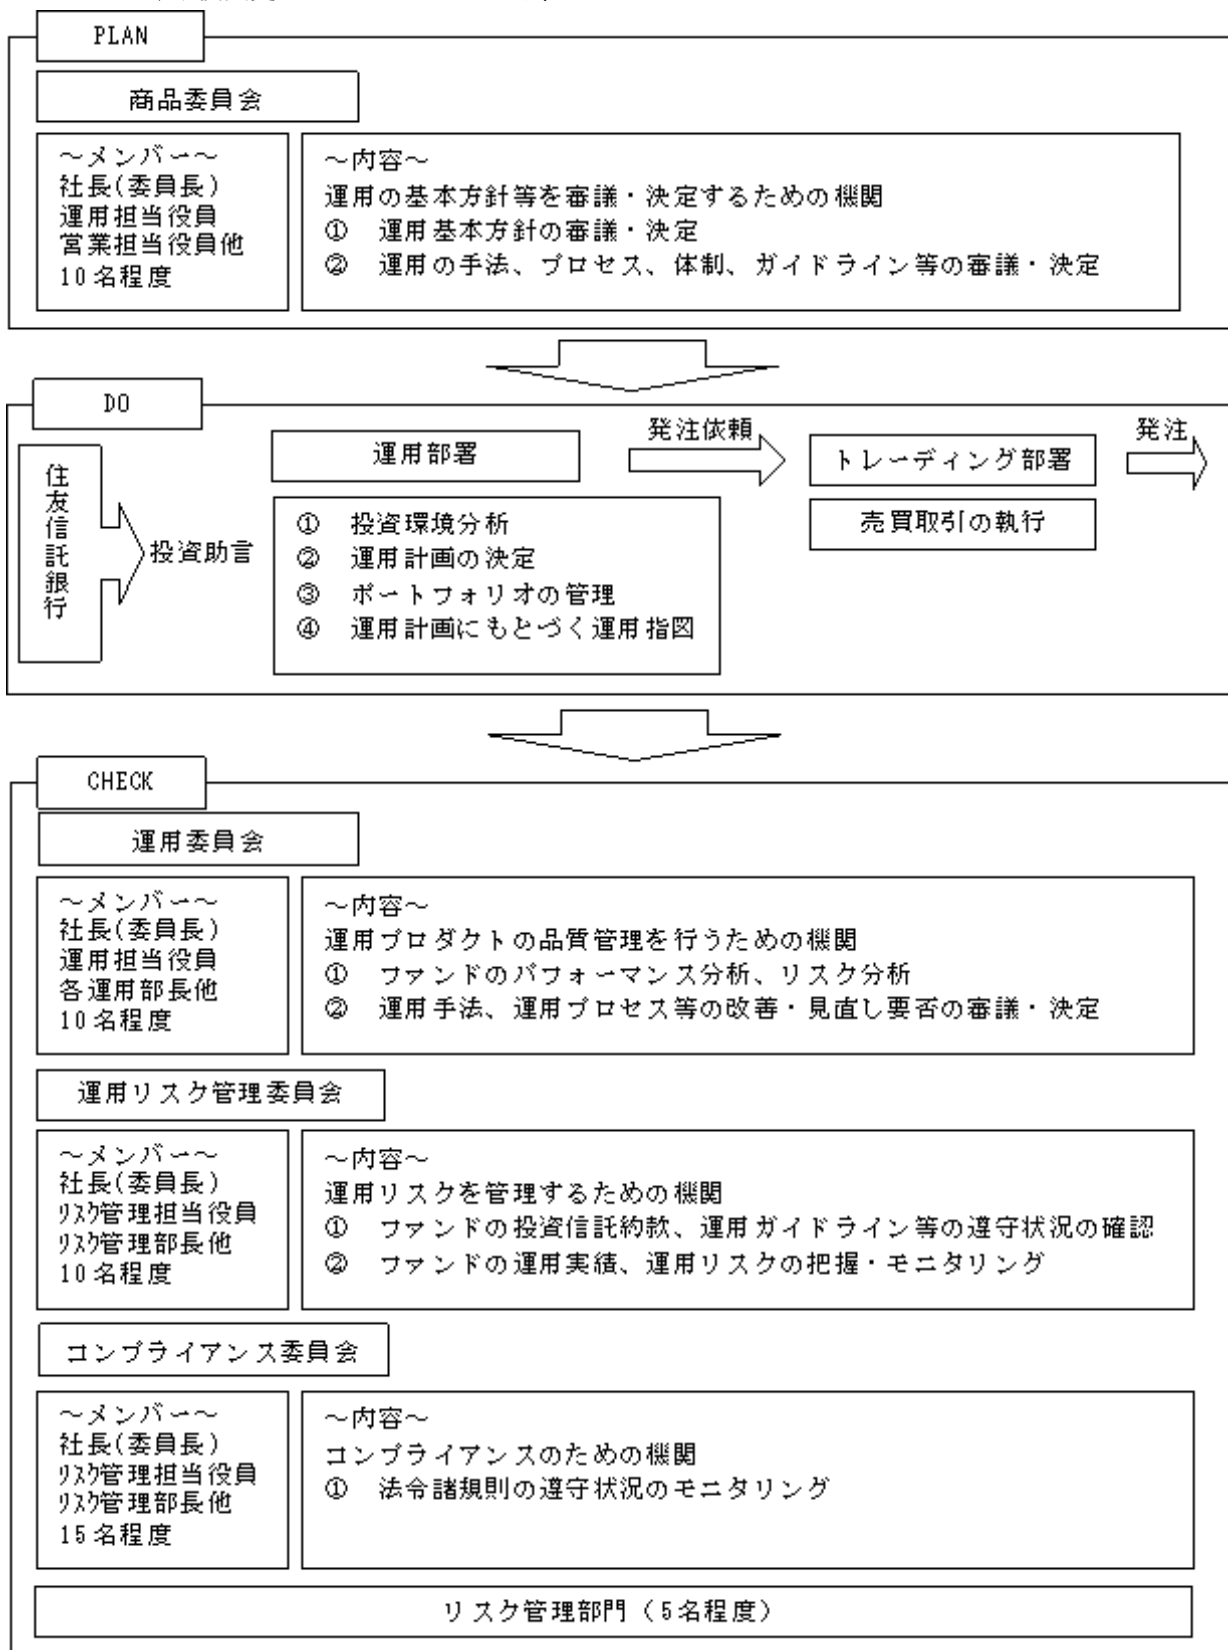 PLAN
商品委員会
～メンバー～
社長(委員長)
運用担当役員
営業担当役員他
10名程度
～内容～
運用の基本方針等を審議・決定するための機関
① 運用基本方針の審議・決定
② 運用の手法、プロセス、体制、ガイドライン等の審議・決定
DO
住友信託銀行
投資助言
運用部署
① 投資環境分析
② 運用計画の決定
③ ポートフォリオの管理
④ 運用計画にもとづく運用指図
発注依頼
トレーディング部署
売買取引の執行
発注
CHECK
運用委員会
～メンバー～
社長(委員長)
運用担当役員
各運用部長他
10名程度
～内容～
運用プロダクトの品質管理を行うための機関
① ファンドのパフォーマンス分析、リスク分析
② 運用手法、運用プロセス等の改善・見直し要否の審議・決定
運用リスク管理委員会
～メンバー～
社長(委員長)
ﾘｽｸ管理担当役員
ﾘｽｸ管理部長他
10名程度
～内容～
運用リスクを管理するための機関
① ファンドの投資信託約款、運用ガイドライン等の遵守状況の確認
② ファンドの運用実績、運用リスクの把握・モニタリング
コンプライアンス委員会
～メンバー～
社長(委員長)
ﾘｽｸ管理担当役員
ﾘｽｸ管理部長他
15名程度
～内容～
コンプライアンスのための機関
① 法令諸規則の遵守状況のモニタリング
リスク管理部門（5名程度）